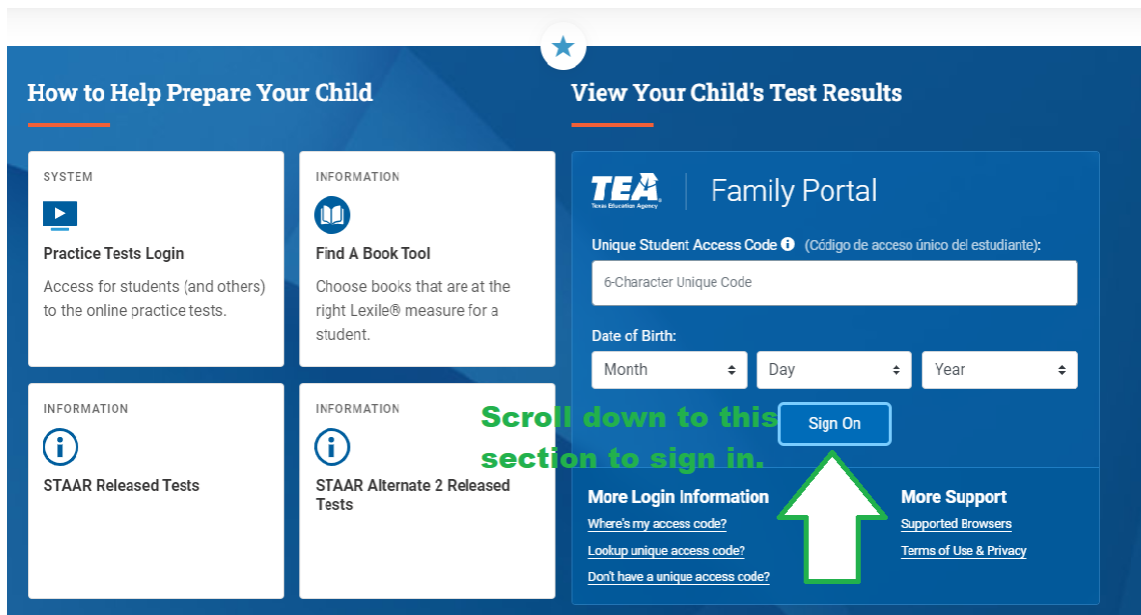 How to Help Prepare Your Child
SYSTEM
Practice Tests Login
Access for students (and others)
to the online practice tests.
INFORMATION
Find A Book Tool
Choose books that are at the
right Lexile® measure for a
student.
INFORMATION
STAAR Released Tests
INFORMATION
STAAR Alternate 2 Released
Tests
View Your Child's Test Results
TEA
Texas Education Agency
Family Portal
Unique Student Access Code (Código de acceso único del estudiante):
6-Character Unique Code
Date of Birth:
Month Day Year
Scroll down to this
section to sign in.
Sign On
More Login Information
Where's my access code?
Lookup unique access code?
Don't have a unique access code?
More Support
Supported Browsers
Terms of Use & Privacy